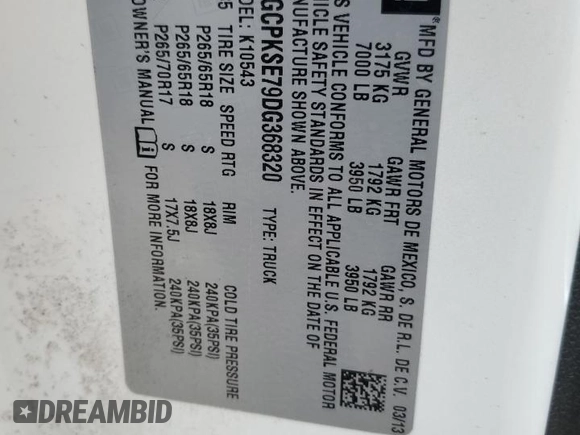 MFD BY GENERAL MOTORS DE MEXICO, S. DE R.L. DE C.V. 03/13
GVWR GAWR FRT GAWR RR
3175 KG 1792 KG 1792 KG
7000 LB 3950 LB 3950 LB
VEHICLE CONFORMS TO ALL APPLICABLE U.S. FEDERAL MOTOR
VEHICLE SAFETY STANDARDS IN EFFECT ON THE DATE OF
MANUFACTURE SHOWN ABOVE.
GCPKSE79DG368320 TYPE: TRUCK
MODEL: K10543
TIRE SIZE SPEED RTG RIM COLD TIRE PRESSURE
P265/65R18 S 18X8J 240KPA(35PSI)
P265/65R18 S 18X8J 240KPA(35PSI)
P265/70R17 S 17X7.5J 240KPA(35PSI)
OWNER'S MANUAL i FOR MORE INFORMATION.
DREAMBID